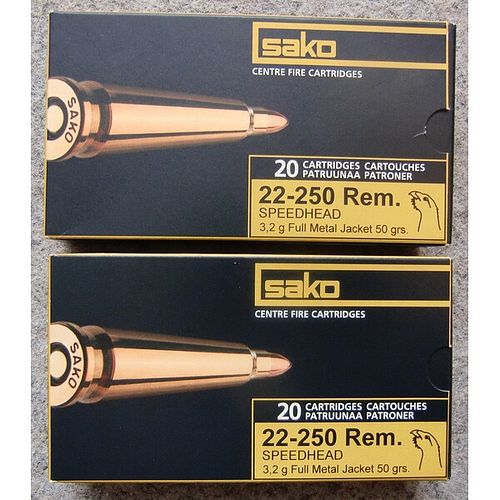 sako
CENTRE FIRE CARTRIDGES
SAKO
20 CARTRIDGES CARTOUCHES
PATRUUNAA PATRONER
22-250 Rem.
SPEEDHEAD
3,2 g Full Metal Jacket 50 grs.
sako
CENTRE FIRE CARTRIDGES
SAKO
20 CARTRIDGES CARTOUCHES
PATRUUNAA PATRONER
22-250 Rem.
SPEEDHEAD
3,2 g Full Metal Jacket 50 grs.